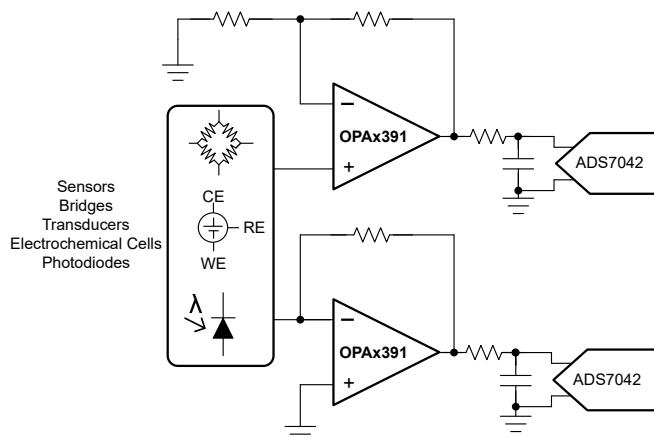 Sensors
Bridges
Transducers
Electrochemical Cells
Photodiodes
CE
RE
WE
λ
−
OPAx391
+
ADS7042
−
OPAx391
+
ADS7042